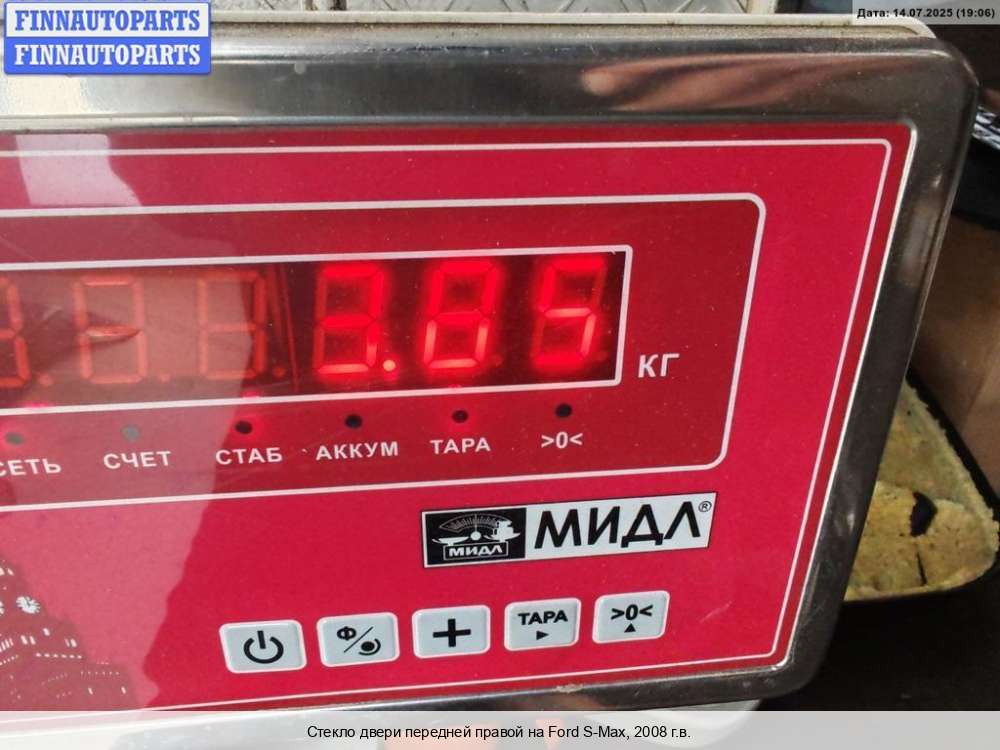 FINNAUTOPARTS
FINNAUTOPARTS
Дата: 14.07.2025 (19:06)
3.05
КГ
СЕТЬ СЧЕТ СТАБ АККУМ ТАРА >0<
МИДЛ МИДЛ®
Ф ТАРА >0<
Стекло двери передней правой на Ford S-Max, 2008 г.в.